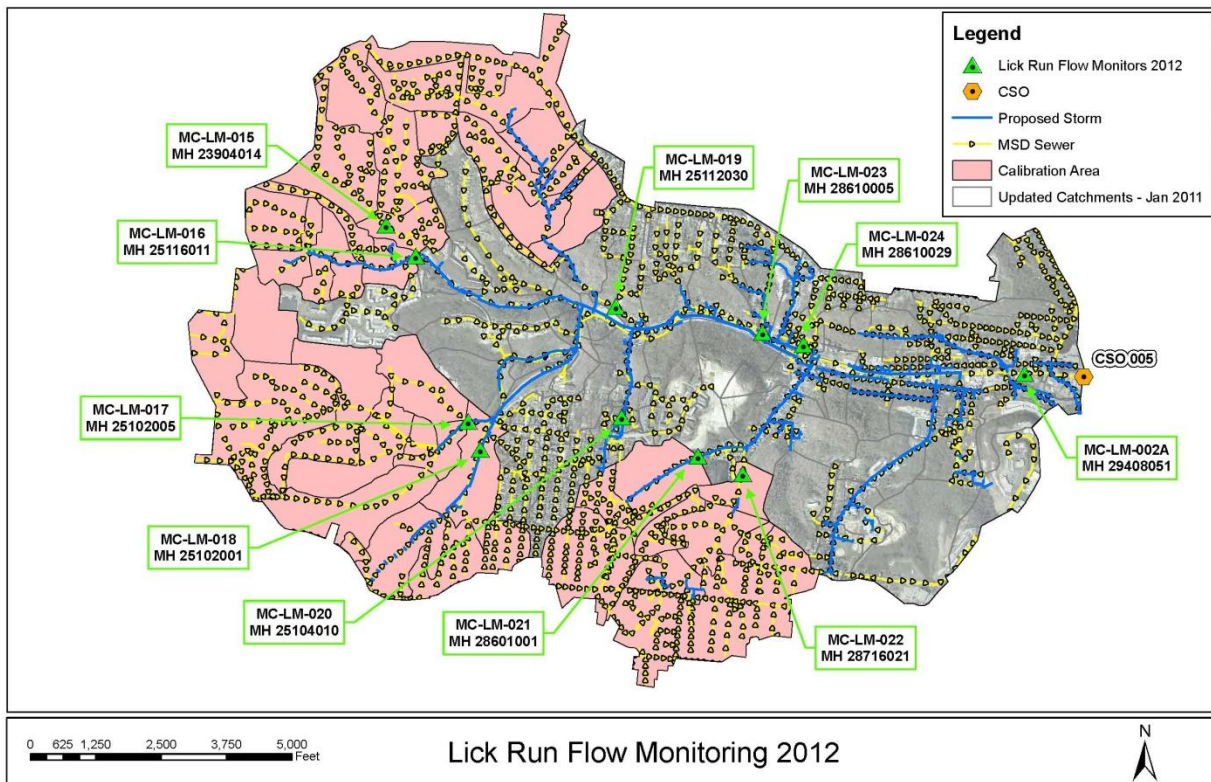 Legend
Lick Run Flow Monitors 2012
CSO
Proposed Storm
MSD Sewer
Calibration Area
Updated Catchments - Jan 2011
MC-LM-015
MH 23904014
MC-LM-016
MH 25116011
MC-LM-019
MH 25112030
MC-LM-023
MH 28610005
MC-LM-024
MH 28610029
CSO 005
MC-LM-017
MH 25102005
MC-LM-002A
MH 29408051
MC-LM-018
MH 25102001
MC-LM-020
MH 25104010
MC-LM-021
MH 28601001
MC-LM-022
MH 28716021
0 625 1,250 2,500 3,750 5,000
Feet
Lick Run Flow Monitoring 2012
N